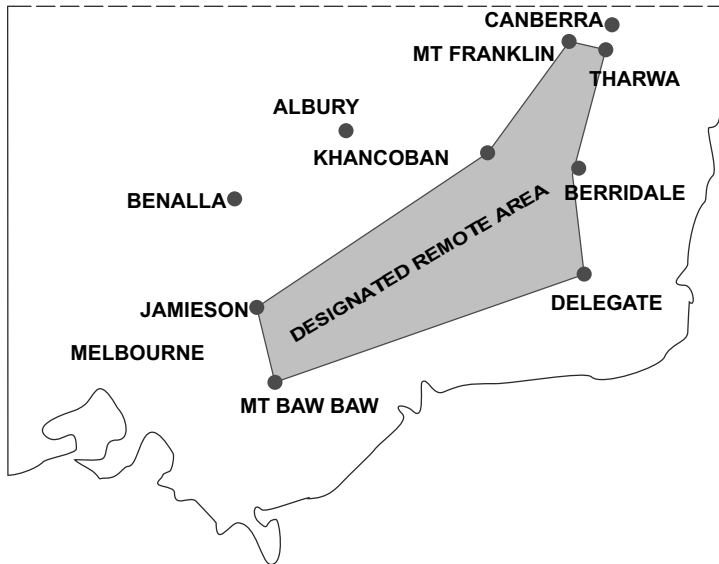 CANBERRA
MT FRANKLIN
THARWA
ALBURY
KHANCOBAN
BERRIDALE
BENALLA
DESIGNATED REMOTE AREA
DELEGATE
JAMIESON
MELBOURNE
MT BAW BAW